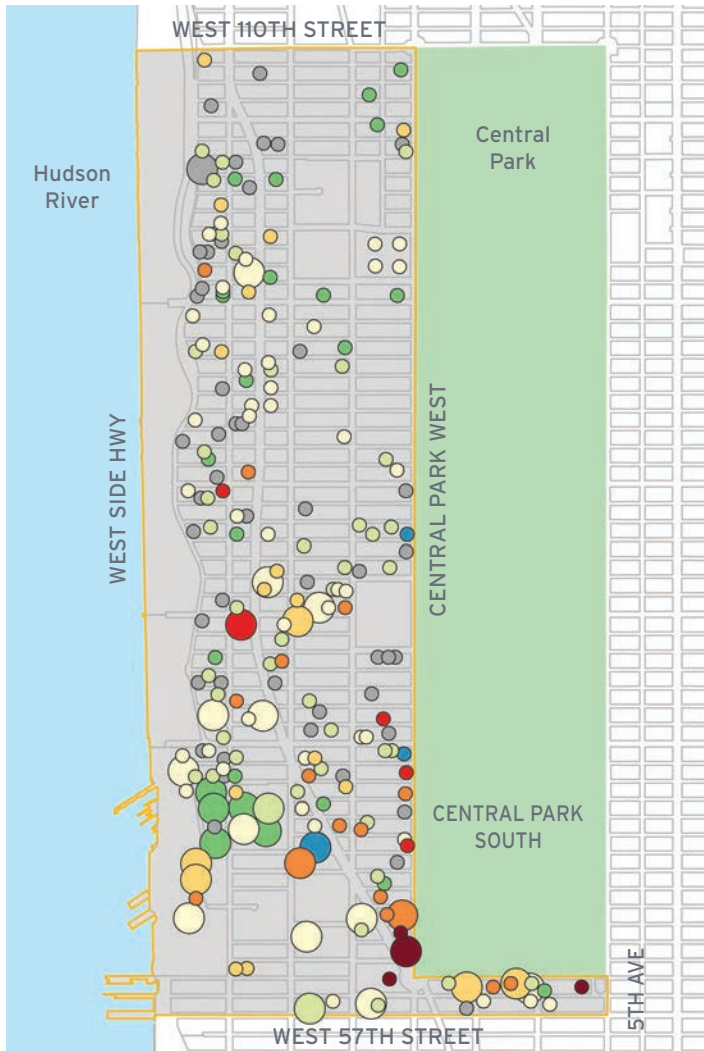 WEST 110TH STREET
Central
Park
Hudson
River
WEST SIDE HWY
CENTRAL PARK WEST
CENTRAL PARK
SOUTH
5TH AVE
WEST 57TH STREET